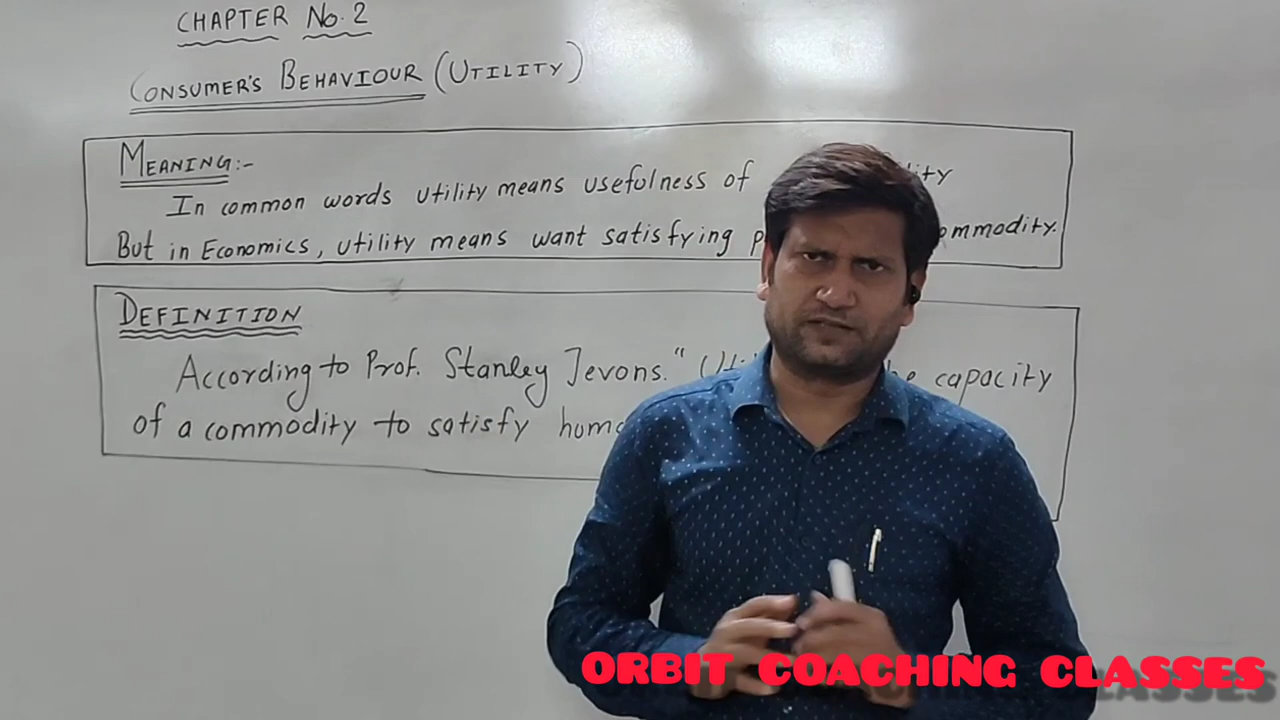 CHAPTER No. 2
CONSUMER'S BEHAVIOUR (UTILITY)
MEANING:-
In common words utility means usefulness of
But in Economics, utility means want satisfying
DEFINITION
According to Prof. Stanley Jevons." capacity
of a commodity to satisfy
ORBIT COACHING CLASSES